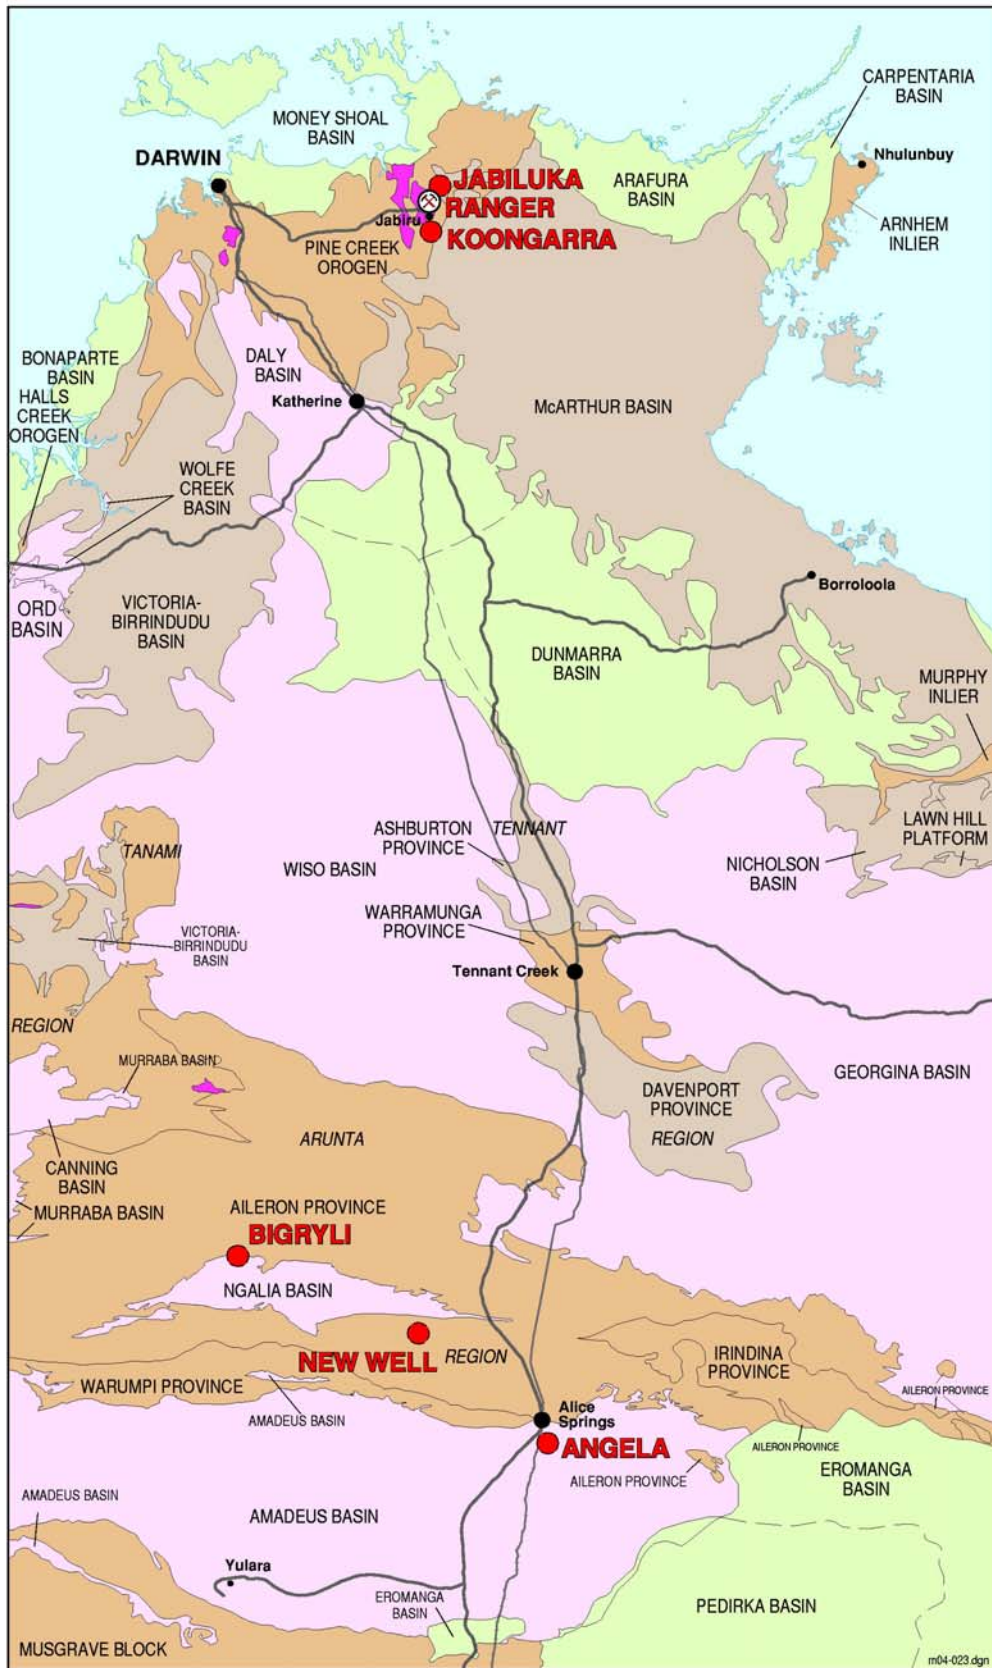 CARPENTARIA
BASIN
MONEY SHOAL
BASIN
DARWIN
Nhulunbuy
JABILUKA
ARAFURA
BASIN
RANGER
Jabiru
KOONGARRA
ARNHEM
INLIER
PINE CREEK
OROGEN
BONAPARTE
BASIN
DALY
BASIN
HALLS
CREEK
OROGEN
Katherine
McARTHUR BASIN
WOLFE
CREEK
BASIN
Borroloola
ORD
BASIN
VICTORIA-
BIRRINDUDU
BASIN
DUNMARRA
BASIN
MURPHY
INLIER
ASHBURTON
PROVINCE
TENNANT
LAWN HILL
PLATFORM
TANAMI
WISO BASIN
NICHOLSON
BASIN
WARRAMUNGA
PROVINCE
VICTORIA-
BIRRINDUDU
BASIN
Tennant Creek
REGION
MURRABA BASIN
GEORGINA BASIN
DAVENPORT
PROVINCE
REGION
ARUNTA
CANNING
BASIN
MURRABA BASIN
AILERON PROVINCE
BIGRYLI
NGALIA BASIN
NEW WELL
REGION
IRINDINA
PROVINCE
WARUMPI PROVINCE
AILERON PROVINCE
AMADEUS BASIN
Alice
Springs
ANGELA
AILERON PROVINCE
AILERON PROVINCE
EROMANGA
BASIN
AMADEUS BASIN
AMADEUS BASIN
Yulara
EROMANGA
BASIN
PEDIRKA BASIN
MUSGRAVE BLOCK
m04-023.dgn